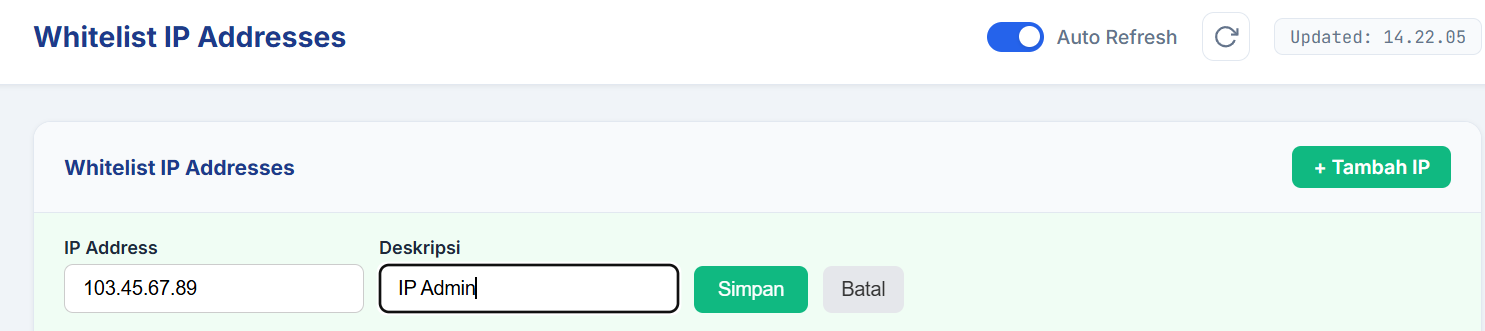 Whitelist IP Addresses
Auto Refresh
Updated: 14.22.05
Whitelist IP Addresses
+ Tambah IP
IP Address
Deskripsi
103.45.67.89
IP Admin
Simpan
Batal